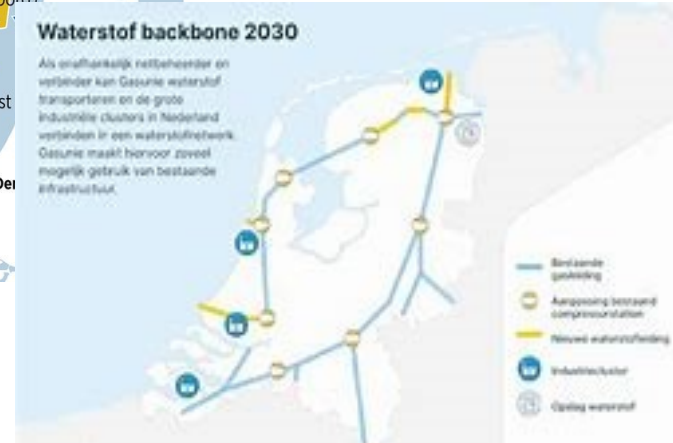 Waterstof backbone 2030
Als onafhankelijk netbeheerder en
verbinder kan Gasunie waterstof
transporteren en de grote
industriële clusters in Nederland
verbinden in een waterstofnetwerk.
Gasunie maakt hiervoor zoveel
mogelijk gebruik van bestaande
infrastructuur.
st
Bestaande
gasleiding
Aanpassing bestaand
compressorstation
Nieuwe waterstofleiding
Industriecluster
Opslag waterstof